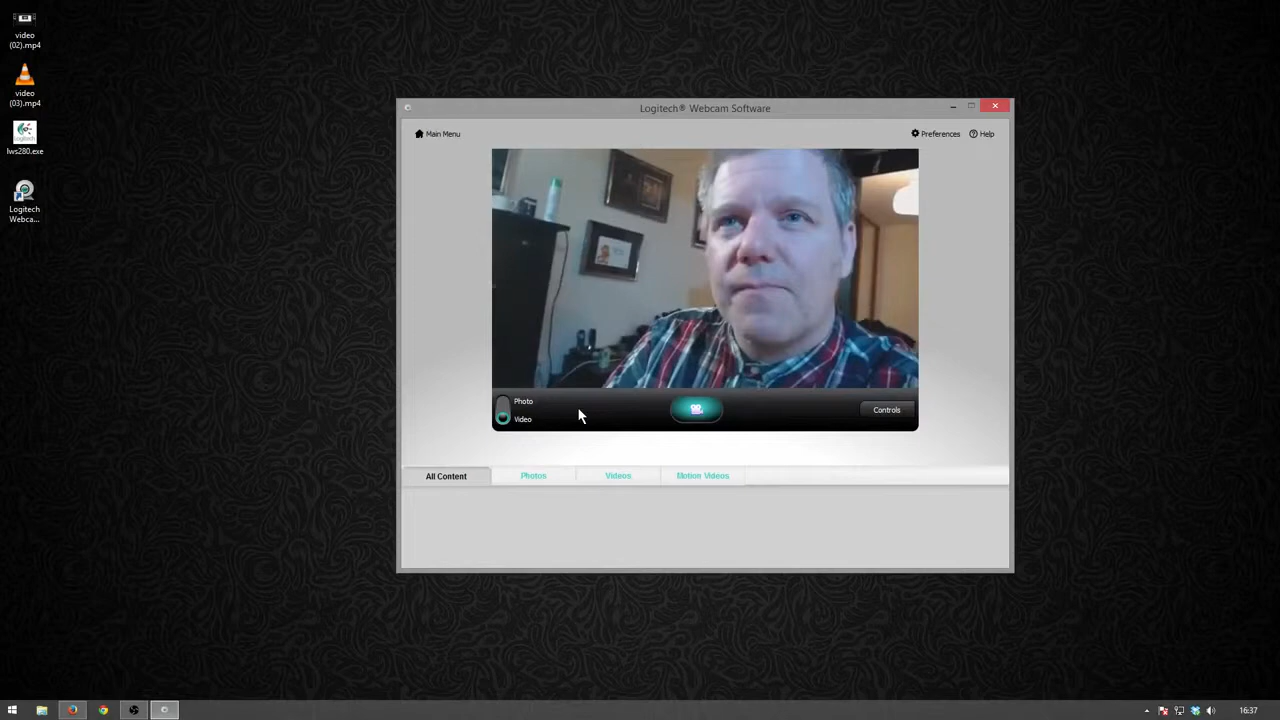 video
(02).mp4
video
(03).mp4
Logitech
lws280.exe
Logitech
Webca...
Logitech® Webcam Software
Main Menu
Preferences
Help
Photo
Video
Controls
All Content
Photos
Videos
Motion Videos
16:37